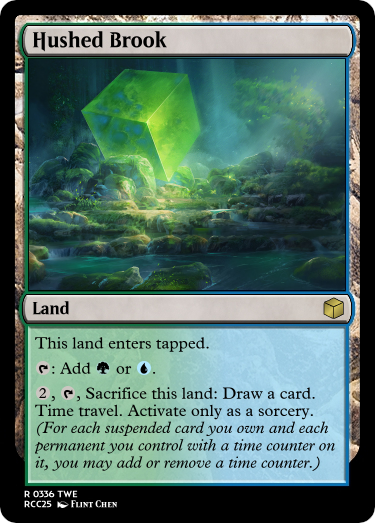 Hushed Brook
Land
This land enters tapped.
: Add or .
2, , Sacrifice this land: Draw a card.
Time travel. Activate only as a sorcery.
(For each suspended card you own and each
permanent you control with a time counter on
it, you may add or remove a time counter.)
R 0336 TWE
RCC25 Flint Chen